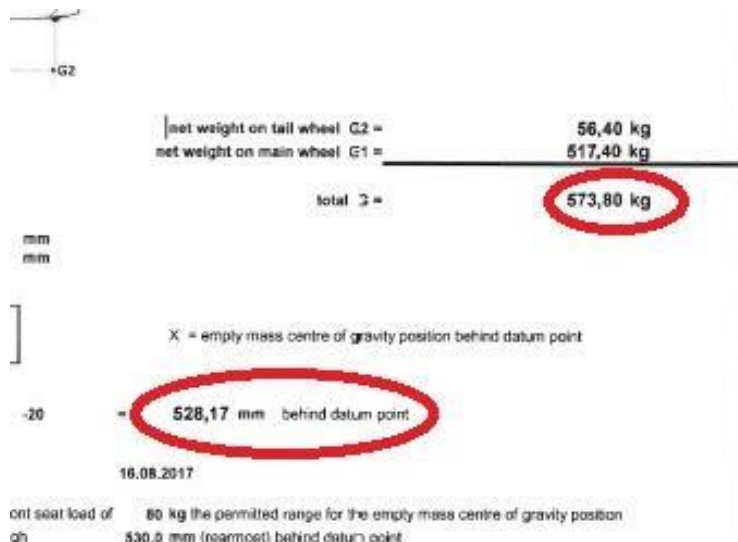 G2
net weight on tail wheel G2 = 56,40 kg
net weight on main wheel G1 = 517,40 kg
total G = 573,80 kg
mm
mm
X = empty mass centre of gravity position behind datum point
-20 = 528,17 mm behind datum point
16.08.2017
ont seat load of 80 kg the permitted range for the empty mass centre of gravity position
gh 530,0 mm (rearmost) behind datum point